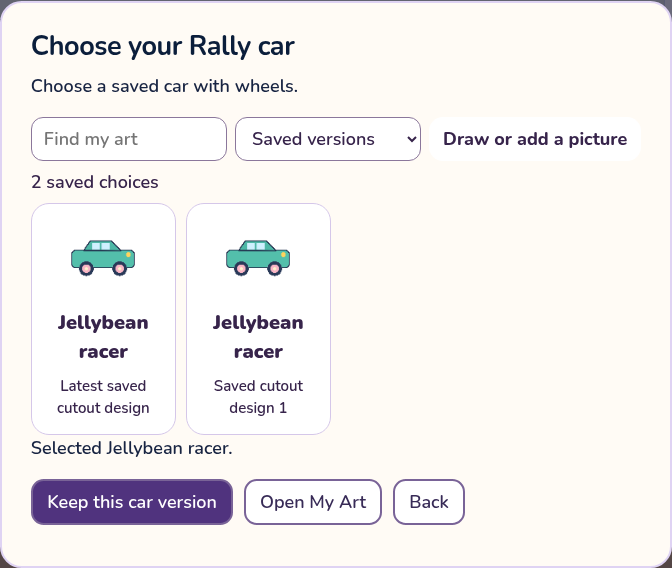 Choose your Rally car
Choose a saved car with wheels.
Find my art
Saved versions
Draw or add a picture
2 saved choices
Jellybean
racer
Latest saved
cutout design
Jellybean
racer
Saved cutout
design 1
Selected Jellybean racer.
Keep this car version
Open My Art
Back